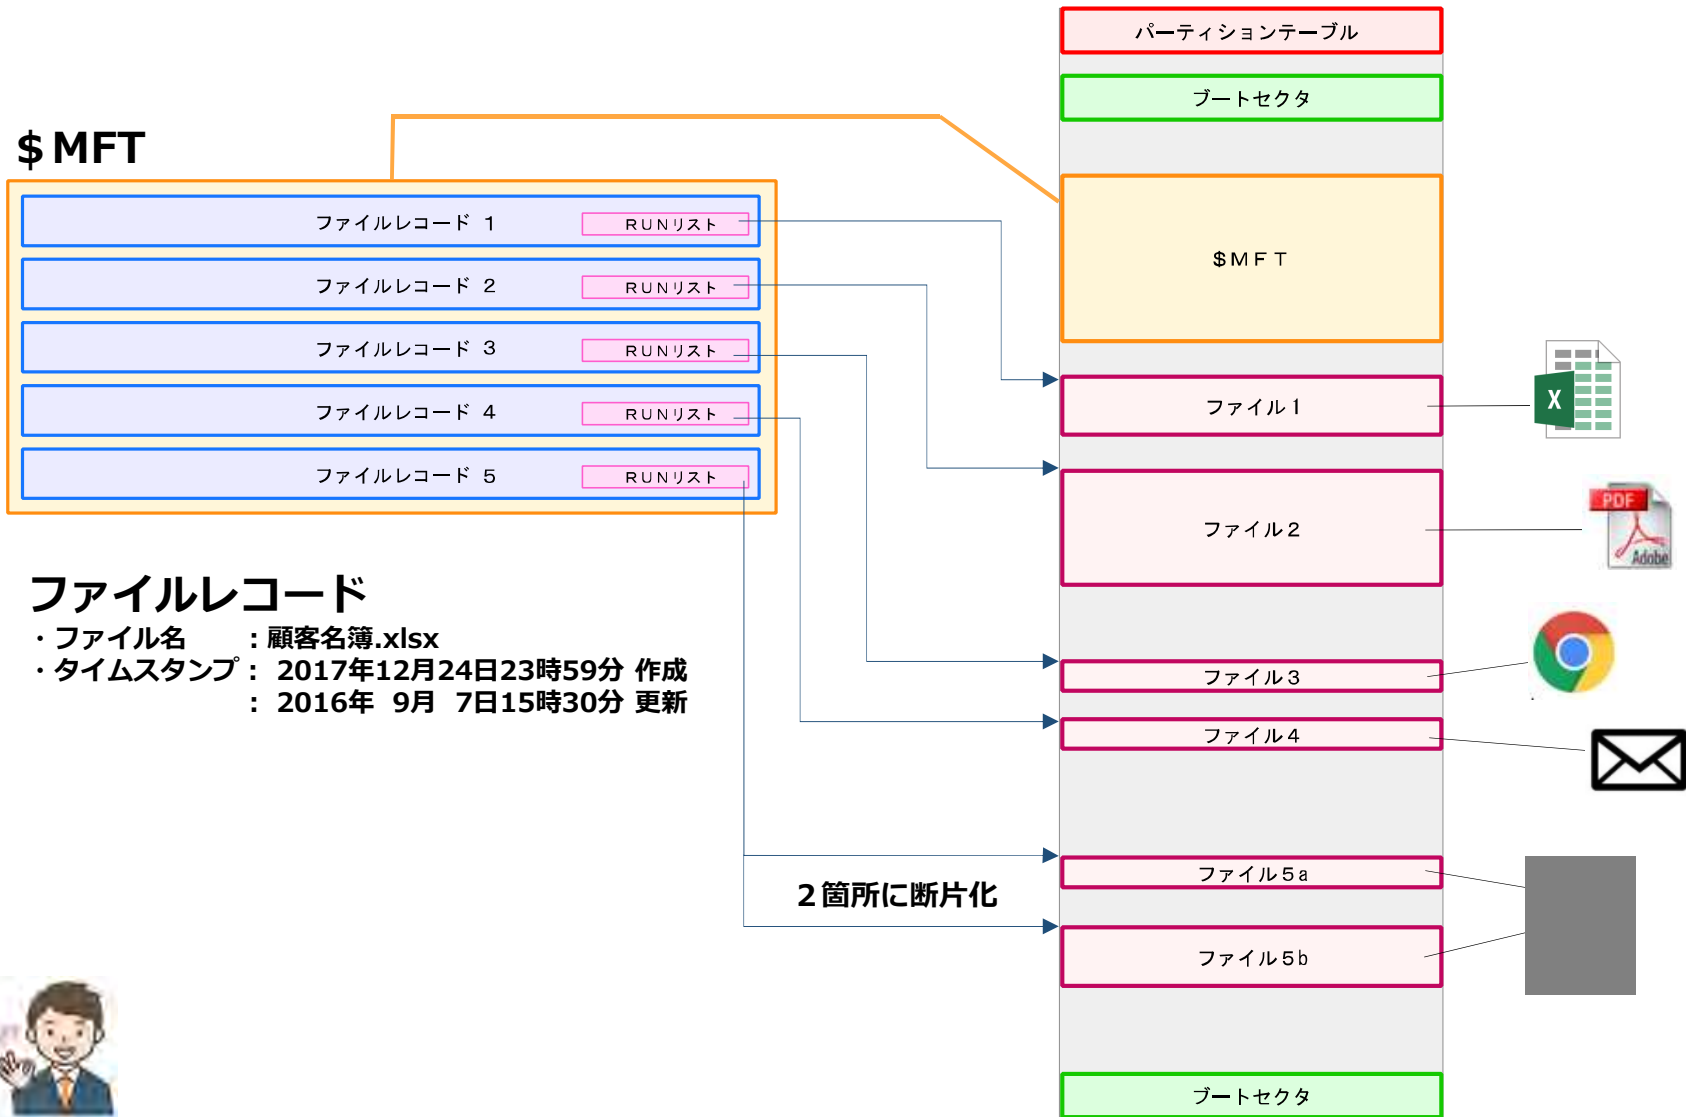 パーティションテーブル
ブートセクタ
＄MFT
ファイルレコード １ ＲＵＮリスト
ファイルレコード ２ ＲＵＮリスト
ファイルレコード ３ ＲＵＮリスト
ファイルレコード ４ ＲＵＮリスト
ファイルレコード ５ ＲＵＮリスト
＄ＭＦＴ
ファイル１
X
ファイル２
PDF
Adobe
ファイルレコード
・ファイル名　　：顧客名簿.xlsx
・タイムスタンプ： 2017年12月24日23時59分 作成
： 2016年 9月 7日15時30分 更新
ファイル３
ファイル４
ファイル５a
２箇所に断片化
ファイル５b
ブートセクタ